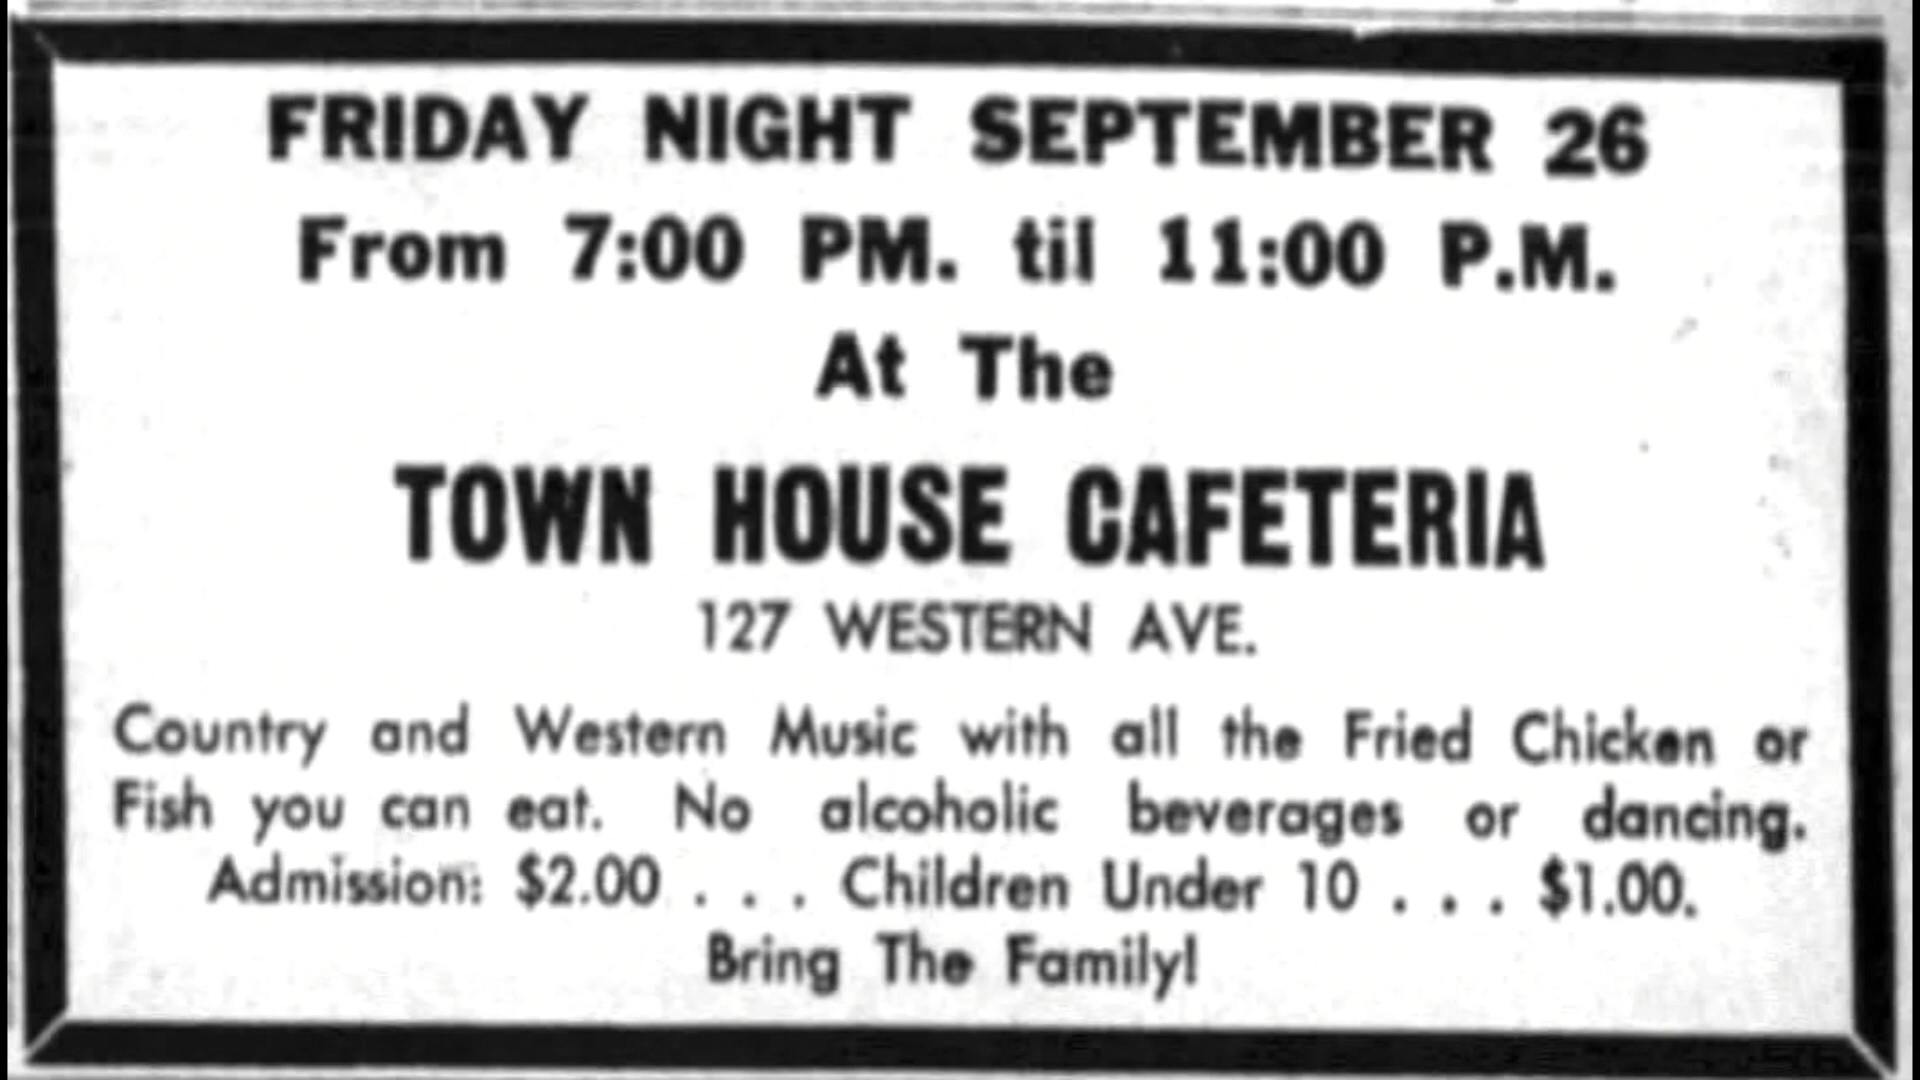 FRIDAY NIGHT SEPTEMBER 26
From 7:00 PM. til 11:00 P.M.
At The
TOWN HOUSE CAFETERIA
127 WESTERN AVE.
Country and Western Music with all the Fried Chicken or
Fish you can eat. No alcoholic beverages or dancing.
Admission: $2.00 . . . Children Under 10 . . . $1.00.
Bring The Family!